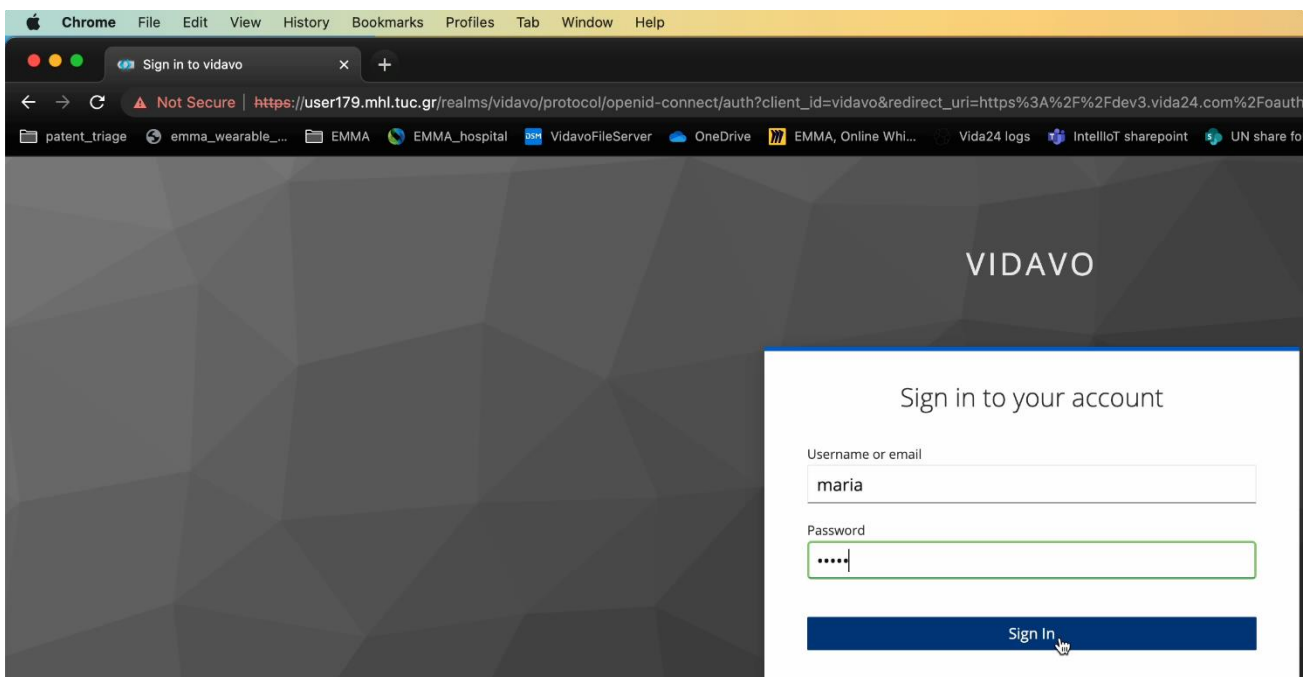 Chrome File Edit View History Bookmarks Profiles Tab Window Help
Sign in to vidavo
Not Secure | https://user179.mhl.tuc.gr/realms/vidavo/protocol/openid-connect/auth?client_id=vidavo&redirect_uri=https%3A%2F%2Fdev3.vida24.com%2Foauth
patent_triage emma_wearable_... EMMA EMMA_hospital DSM VidavoFileServer OneDrive EMMA, Online Whi... Vida24 logs IntellIoT sharepoint UN share fo
VIDAVO
Sign in to your account
Username or email
maria
Password
•••••
Sign In